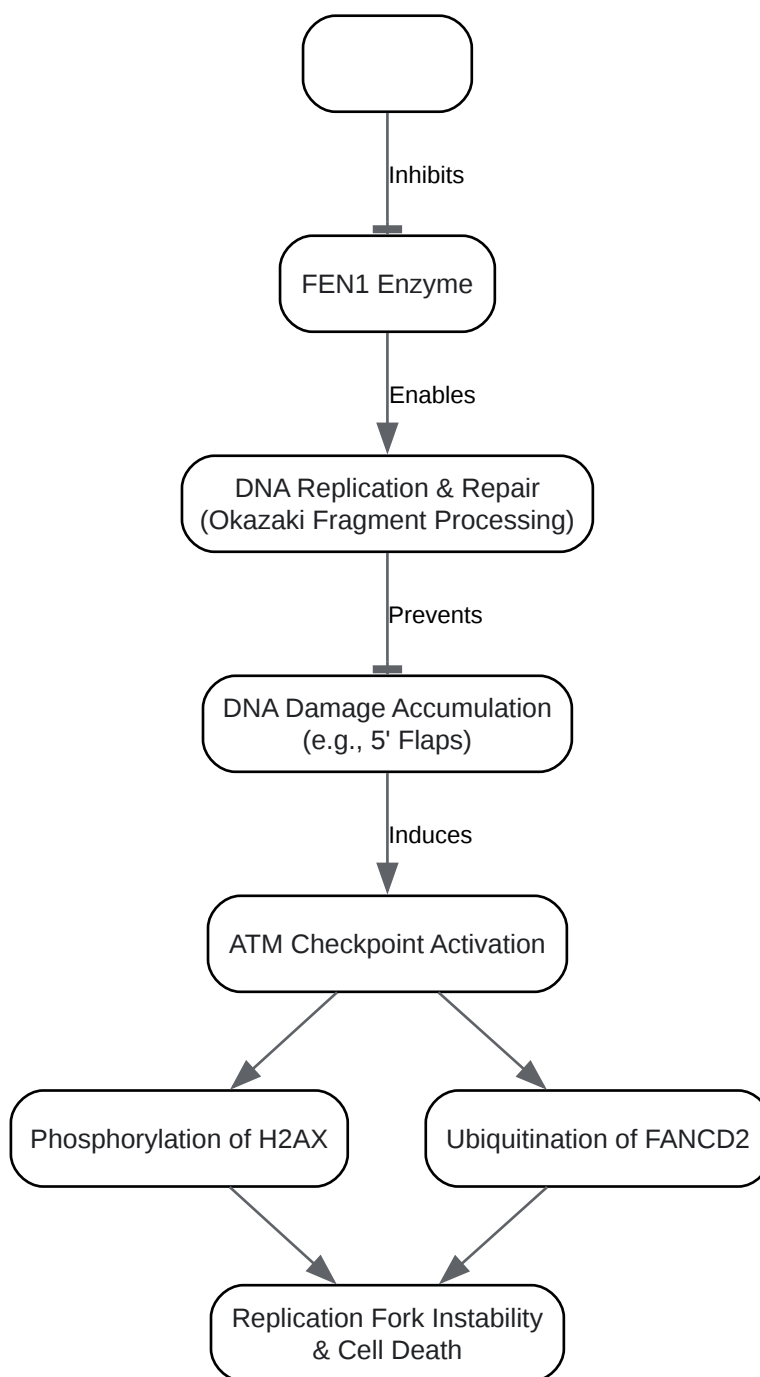 Inhibits
FEN1 Enzyme
Enables
DNA Replication & Repair
(Okazaki Fragment Processing)
Prevents
DNA Damage Accumulation
(e.g., 5' Flaps)
Induces
ATM Checkpoint Activation
Phosphorylation of H2AX
Ubiquitination of FANCD2
Replication Fork Instability
& Cell Death